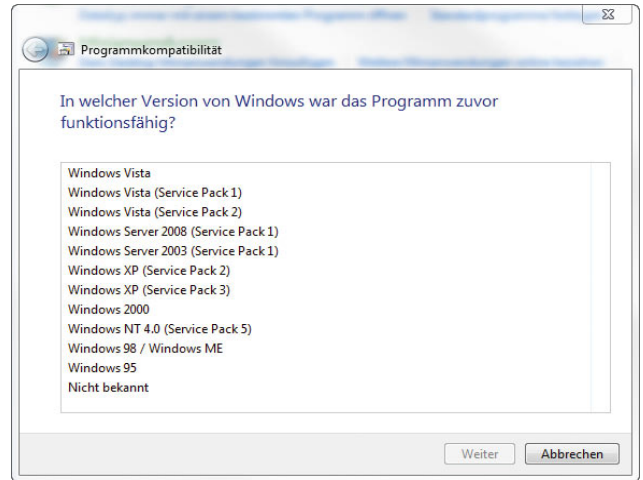 Programmkompatibilität
In welcher Version von Windows war das Programm zuvor
funktionsfähig?
Windows Vista
Windows Vista (Service Pack 1)
Windows Vista (Service Pack 2)
Windows Server 2008 (Service Pack 1)
Windows Server 2003 (Service Pack 1)
Windows XP (Service Pack 2)
Windows XP (Service Pack 3)
Windows 2000
Windows NT 4.0 (Service Pack 5)
Windows 98 / Windows ME
Windows 95
Nicht bekannt
Weiter
Abbrechen